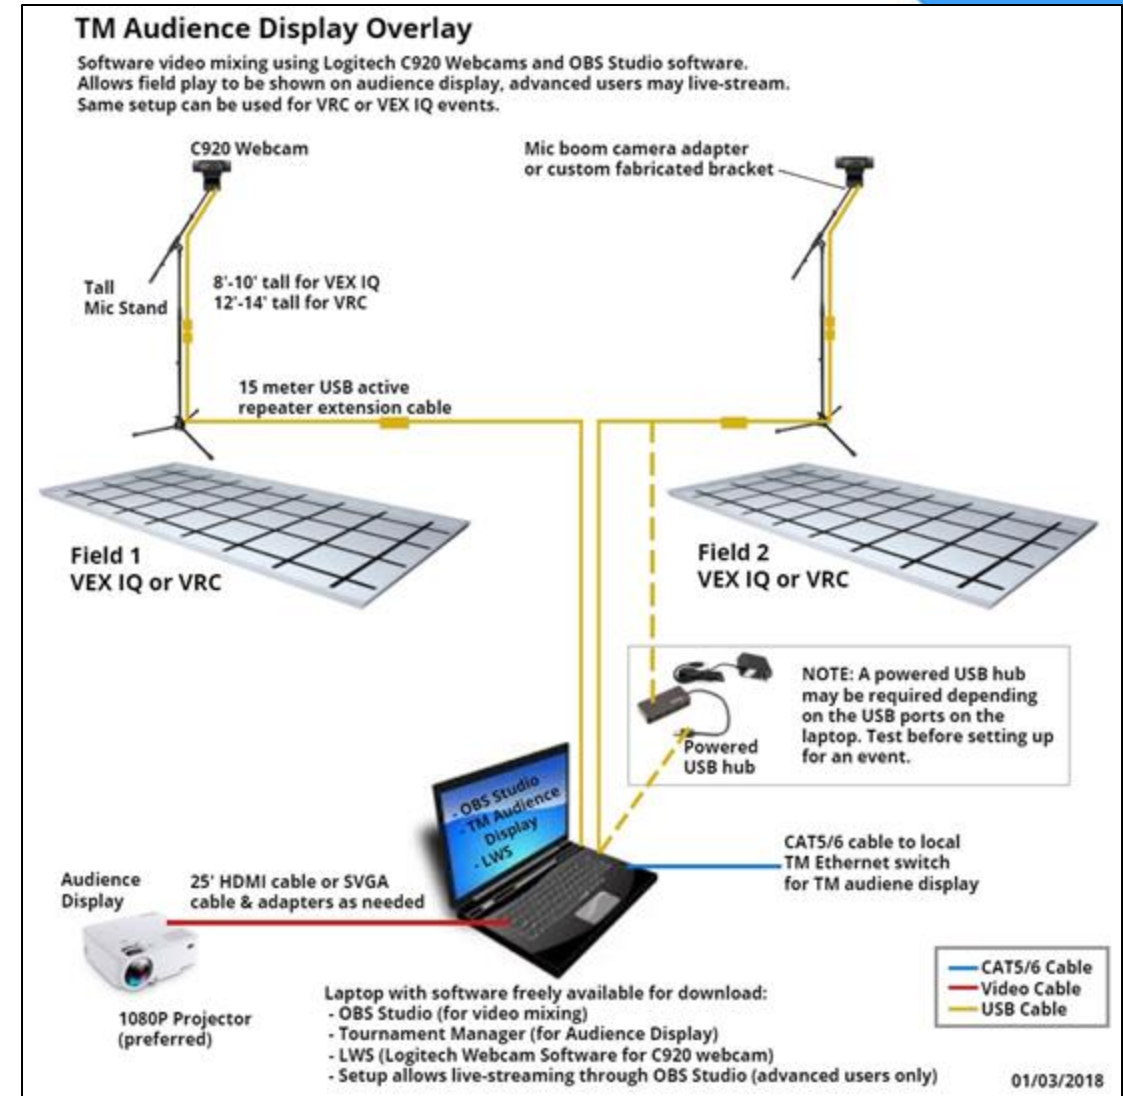 TM Audience Display Overlay
Software video mixing using Logitech C920 Webcams and OBS Studio software.
Allows field play to be shown on audience display, advanced users may live-stream.
Same setup can be used for VRC or VEX IQ events.
C920 Webcam
Mic boom camera adapter
or custom fabricated bracket
Tall
Mic Stand
8'-10' tall for VEX IQ
12'-14' tall for VRC
15 meter USB active
repeater extension cable
Field 1
VEX IQ or VRC
Field 2
VEX IQ or VRC
NOTE: A powered USB hub
may be required depending
on the USB ports on the
laptop. Test before setting up
for an event.
Powered
USB hub
- OBS Studio
- TM Audience
Display
- LWS
CAT5/6 cable to local
TM Ethernet switch
for TM audiene display
Audience
Display
25' HDMI cable or SVGA
cable & adapters as needed
1080P Projector
(preferred)
CAT5/6 Cable
Video Cable
USB Cable
Laptop with software freely available for download:
- OBS Studio (for video mixing)
- Tournament Manager (for Audience Display)
- LWS (Logitech Webcam Software for C920 webcam)
- Setup allows live-streaming through OBS Studio (advanced users only)
01/03/2018